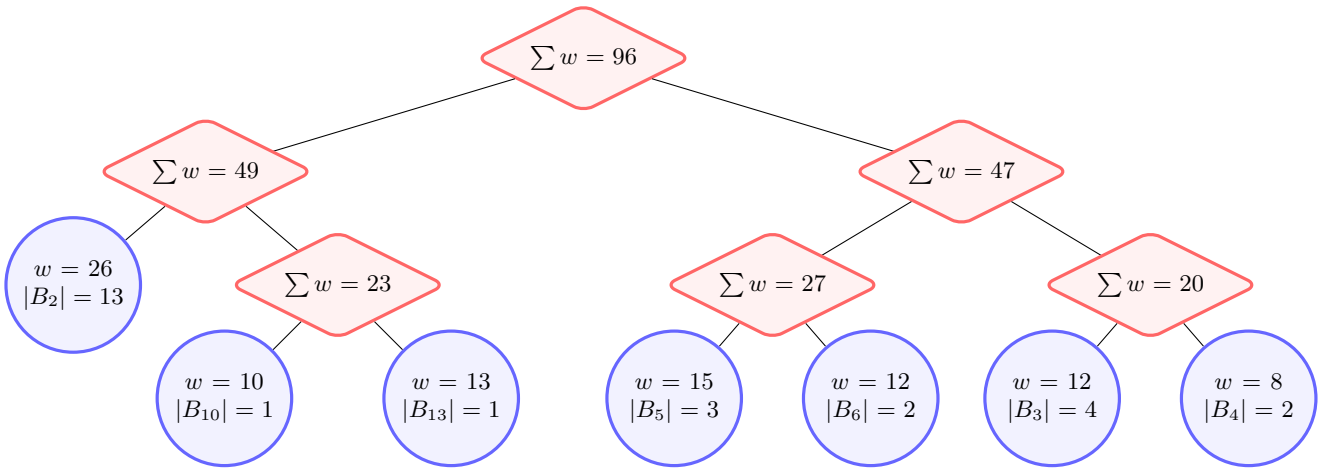 ∑ w = 96
∑ w = 49
∑ w = 47
w = 26
|B₂| = 13
∑ w = 23
∑ w = 27
∑ w = 20
w = 10
|B₁₀| = 1
w = 13
|B₁₃| = 1
w = 15
|B₅| = 3
w = 12
|B₆| = 2
w = 12
|B₃| = 4
w = 8
|B₄| = 2